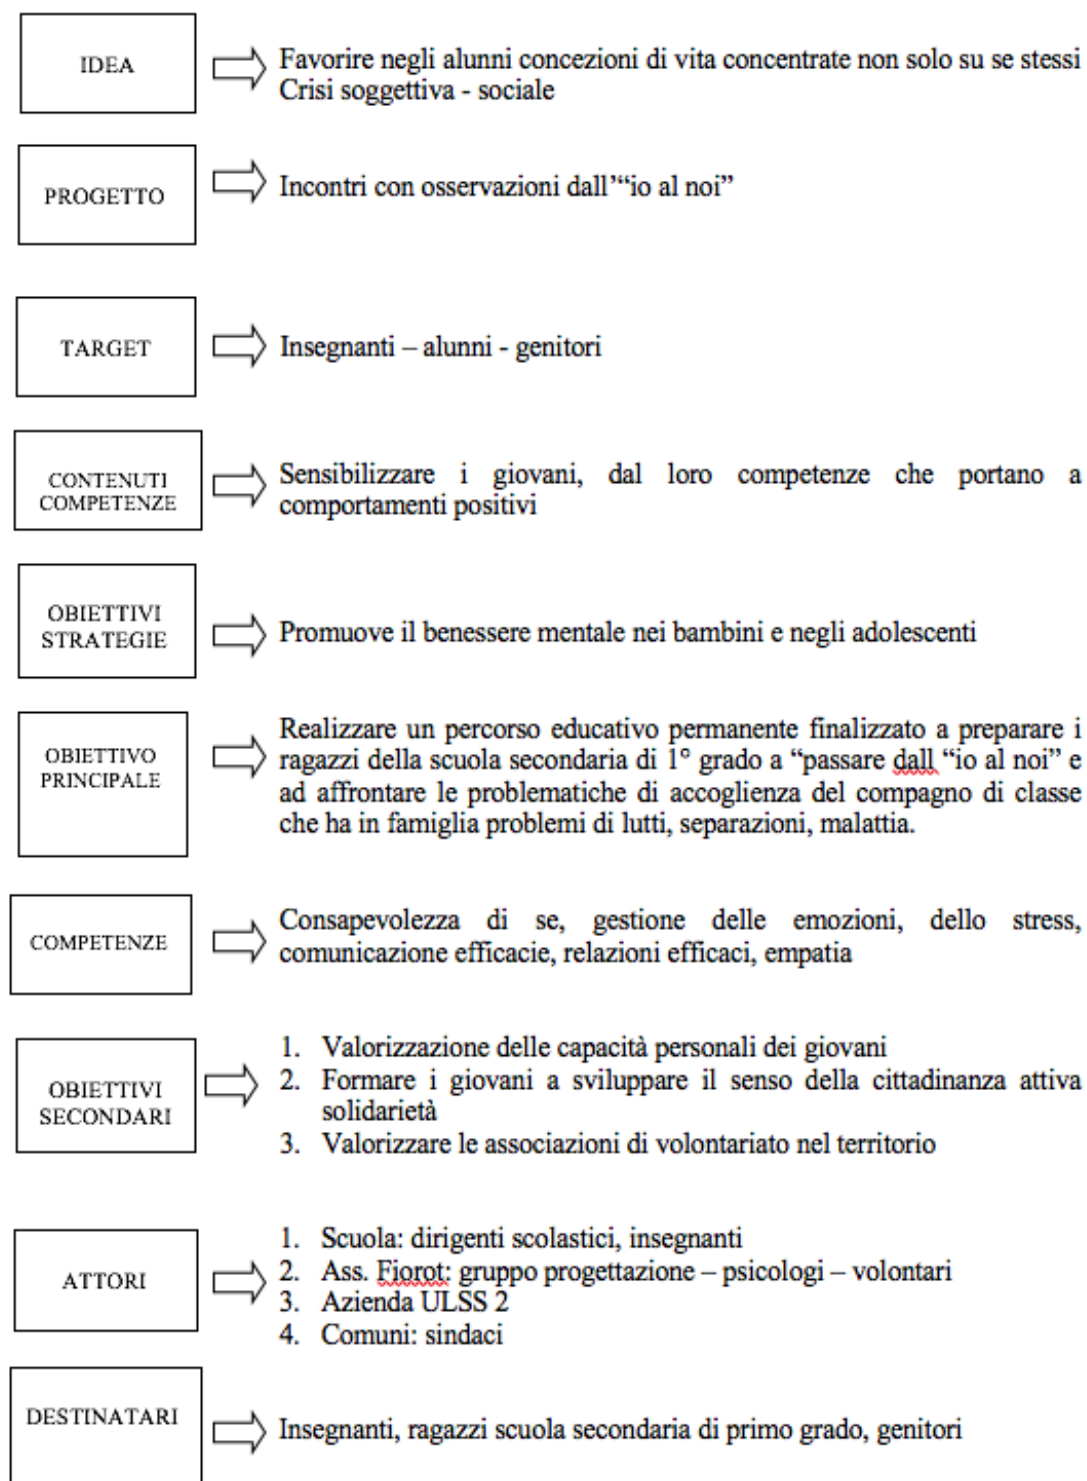 IDEA
Favorire negli alunni concezioni di vita concentrate non solo su se stessi
Crisi soggettiva - sociale
PROGETTO
Incontri con osservazioni dall'“io al noi”
TARGET
Insegnanti – alunni - genitori
CONTENUTI
COMPETENZE
Sensibilizzare i giovani, dal loro competenze che portano a
comportamenti positivi
OBIETTIVI
STRATEGIE
Promuove il benessere mentale nei bambini e negli adolescenti
OBIETTIVO
PRINCIPALE
Realizzare un percorso educativo permanente finalizzato a preparare i
ragazzi della scuola secondaria di 1° grado a “passare dall “io al noi” e
ad affrontare le problematiche di accoglienza del compagno di classe
che ha in famiglia problemi di lutti, separazioni, malattia.
COMPETENZE
Consapevolezza di se, gestione delle emozioni, dello stress,
comunicazione efficacie, relazioni efficaci, empatia
OBIETTIVI
SECONDARI
1. Valorizzazione delle capacità personali dei giovani
2. Formare i giovani a sviluppare il senso della cittadinanza attiva
solidarietà
3. Valorizzare le associazioni di volontariato nel territorio
ATTORI
1. Scuola: dirigenti scolastici, insegnanti
2. Ass. Fiorot: gruppo progettazione – psicologi – volontari
3. Azienda ULSS 2
4. Comuni: sindaci
DESTINATARI
Insegnanti, ragazzi scuola secondaria di primo grado, genitori